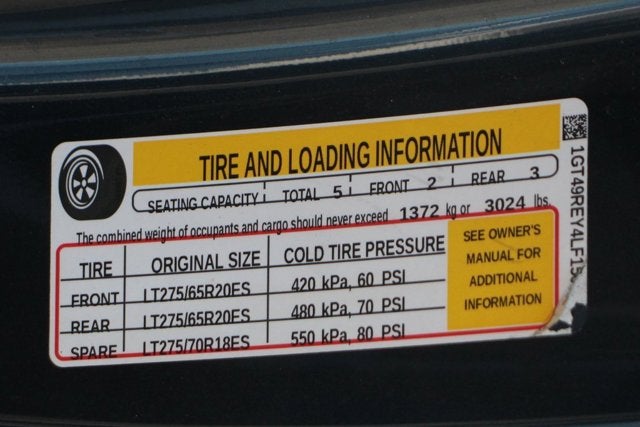 TIRE AND LOADING INFORMATION
SEATING CAPACITY TOTAL 5 FRONT 2 REAR 3
The combined weight of occupants and cargo should never exceed 1372 kg or 3024 lbs.
TIRE ORIGINAL SIZE COLD TIRE PRESSURE
FRONT LT275/65R20ES 420 kPa, 60 PSI
REAR LT275/65R20ES 480 kPa, 70 PSI
SPARE LT275/70R18ES 550 kPa, 80 PSI
SEE OWNER'S
MANUAL FOR
ADDITIONAL
INFORMATION
1GT49REY4LF15